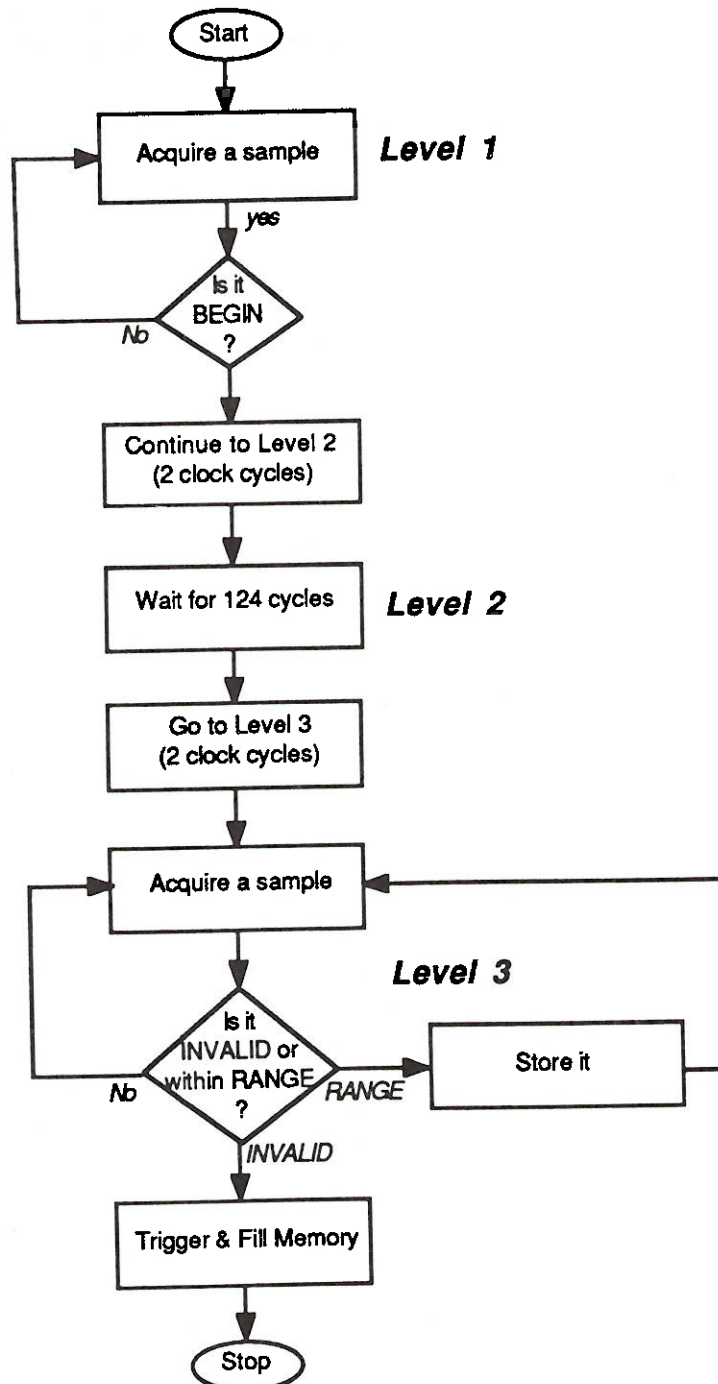 Start
Acquire a sample
Level 1
yes
Is it
BEGIN
?
No
Continue to Level 2
(2 clock cycles)
Wait for 124 cycles
Level 2
Go to Level 3
(2 clock cycles)
Acquire a sample
Level 3
Is it
INVALID or
within RANGE
?
No
RANGE
Store it
INVALID
Trigger & Fill Memory
Stop